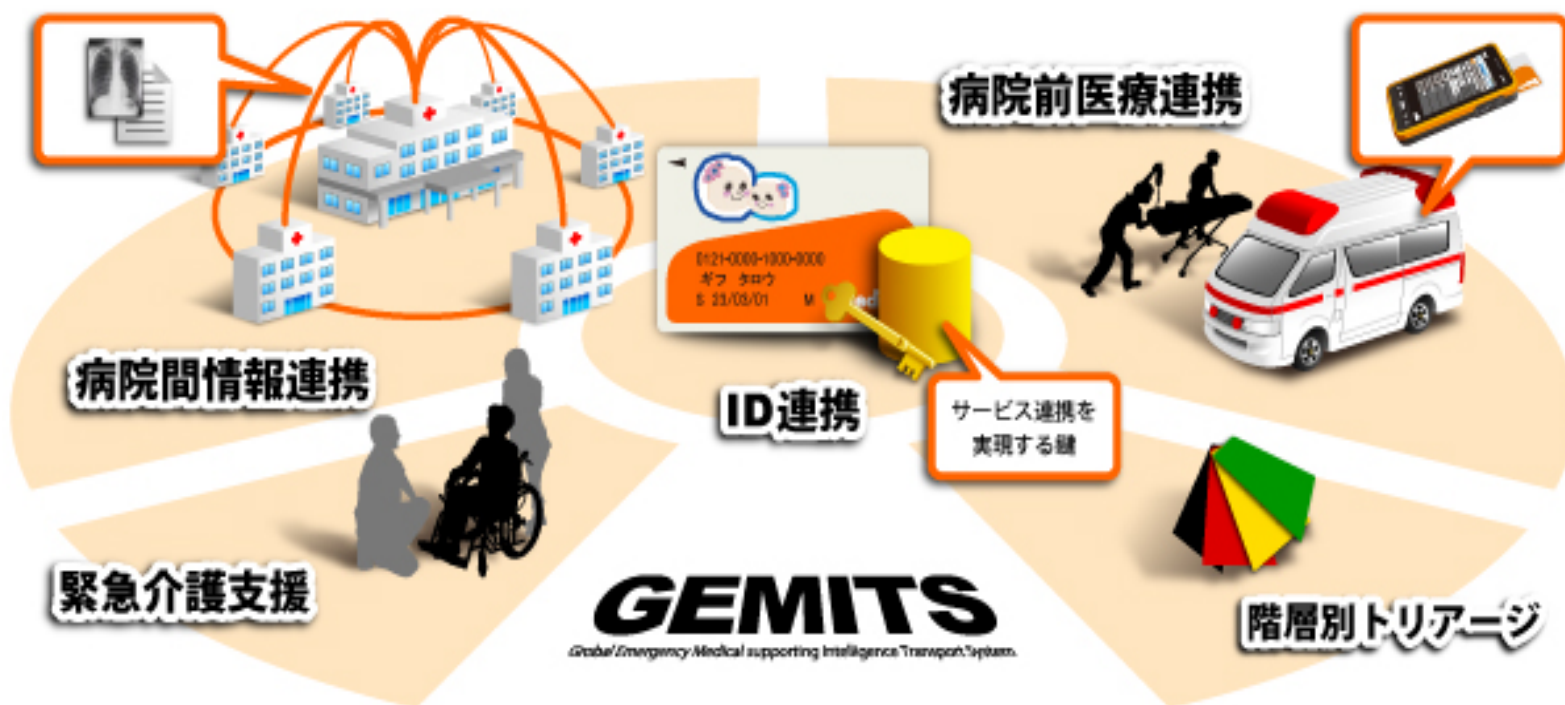 病院前医療連携
0121-0000-1000-0000
ギフ タロウ
S 23/03/01 M
病院間情報連携
ID連携
サービス連携を
実現する鍵
緊急介護支援
階層別トリアージ
GEMITS
Global Emergency Medical supporting Intelligence Transport System.